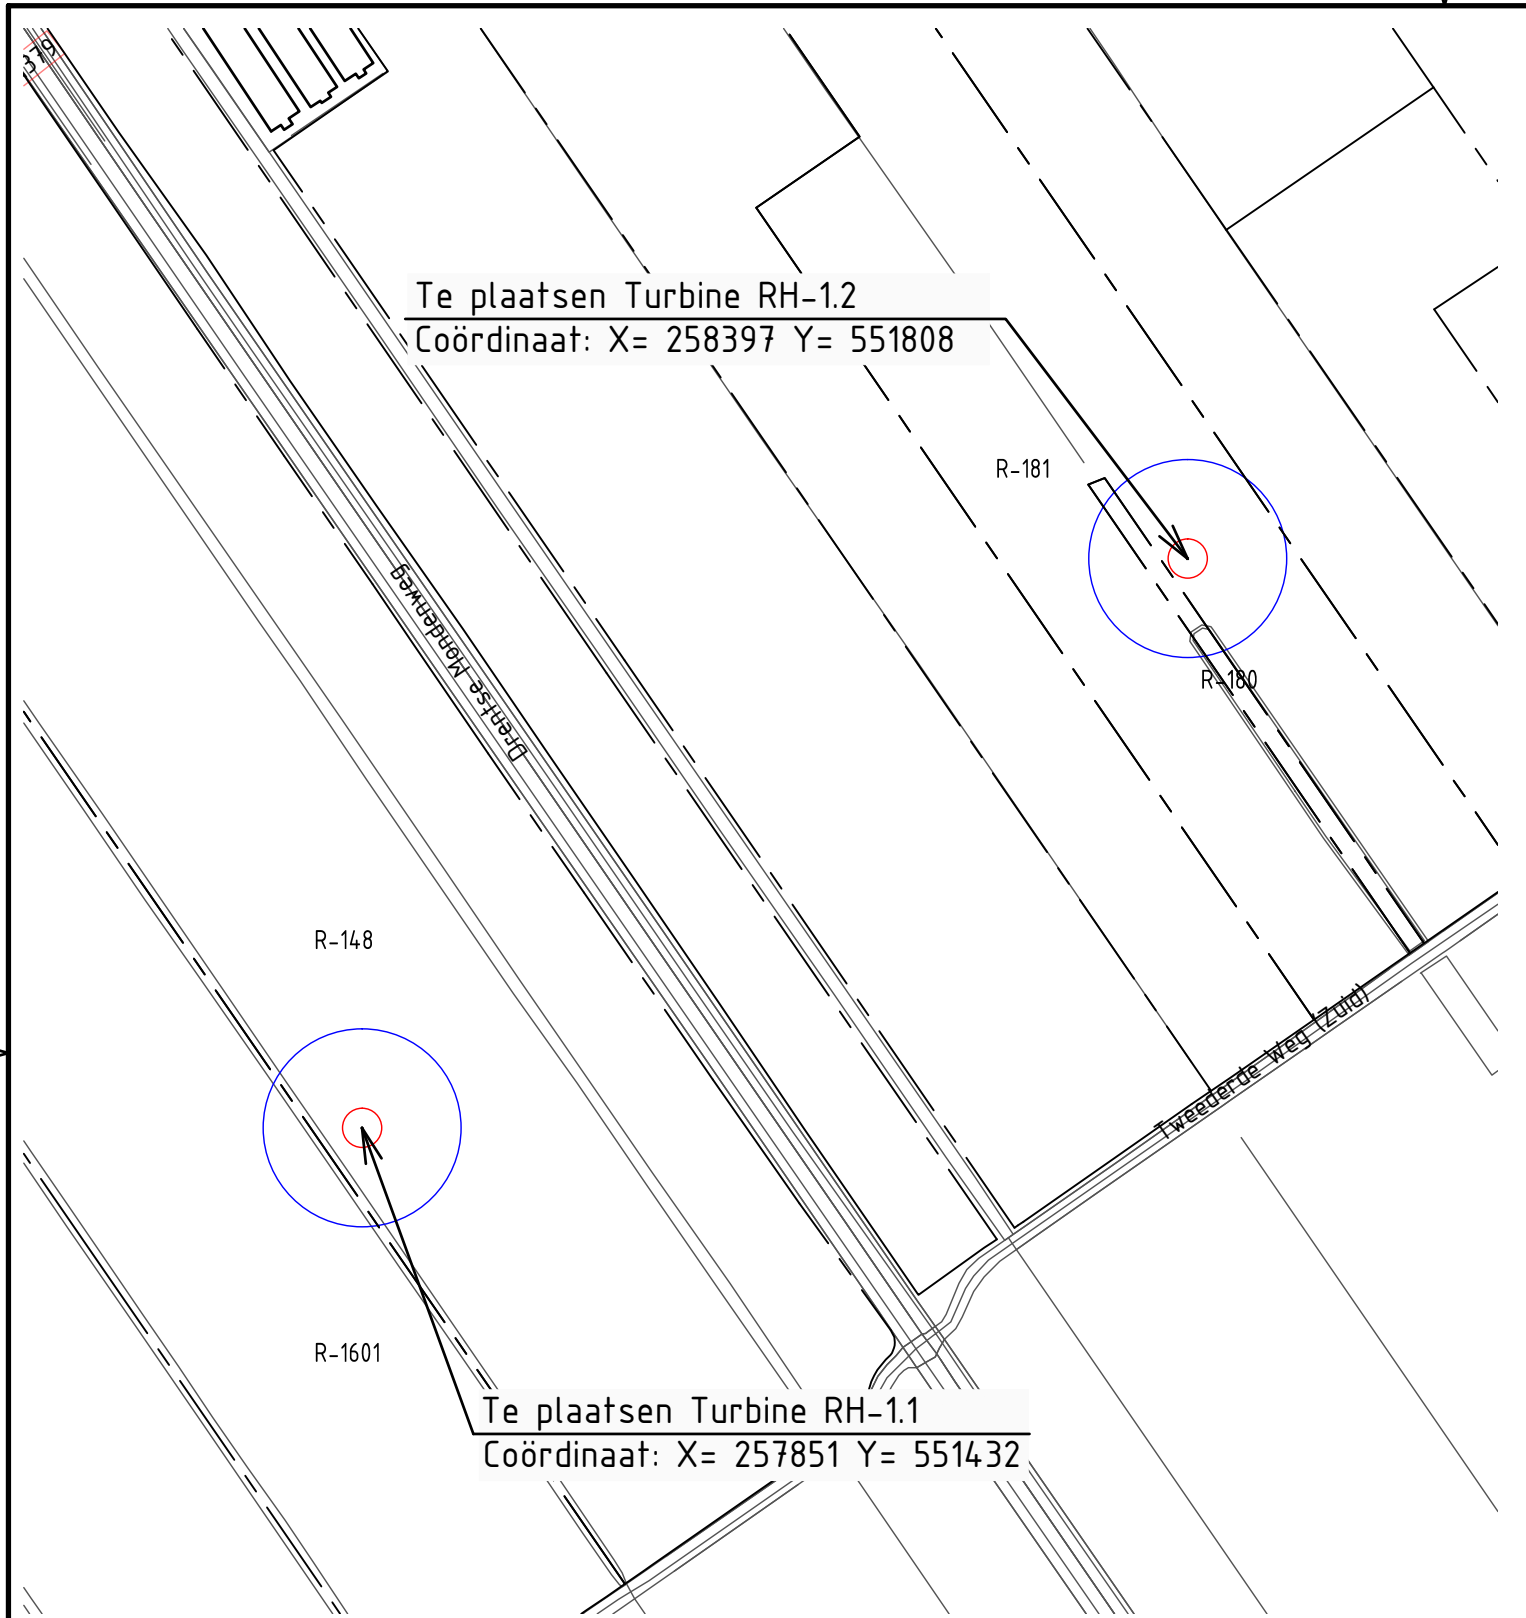 379
Te plaatsen Turbine RH-1.2
Coördinaat: X= 258397 Y= 551808
R-181
Drentse Mondenweg
R-180
R-148
Tweederde Weg (Zuid)
R-1601
Te plaatsen Turbine RH-1.1
Coördinaat: X= 257851 Y= 551432